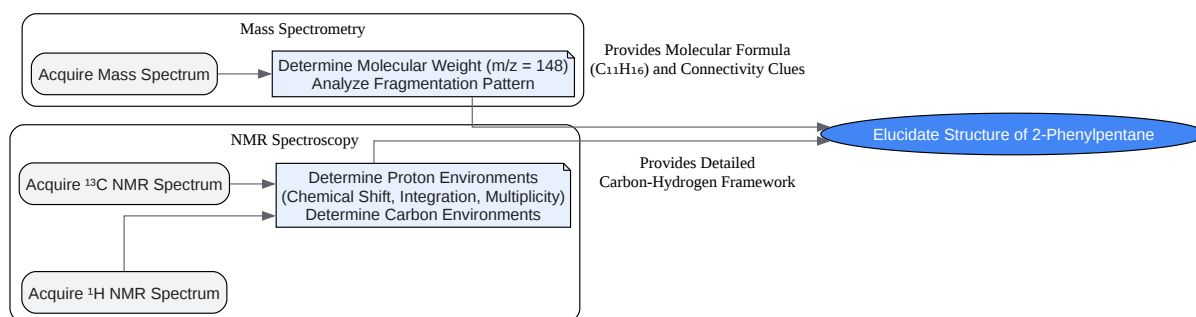 Mass Spectrometry
Acquire Mass Spectrum
Determine Molecular Weight (m/z = 148)
Analyze Fragmentation Pattern
Provides Molecular Formula
(C₁₁H₁₆) and Connectivity Clues
Elucidate Structure of 2-Phenylpentane
NMR Spectroscopy
Acquire ¹³C NMR Spectrum
Determine Proton Environments
(Chemical Shift, Integration, Multiplicity)
Determine Carbon Environments
Provides Detailed
Carbon-Hydrogen Framework
Acquire ¹H NMR Spectrum